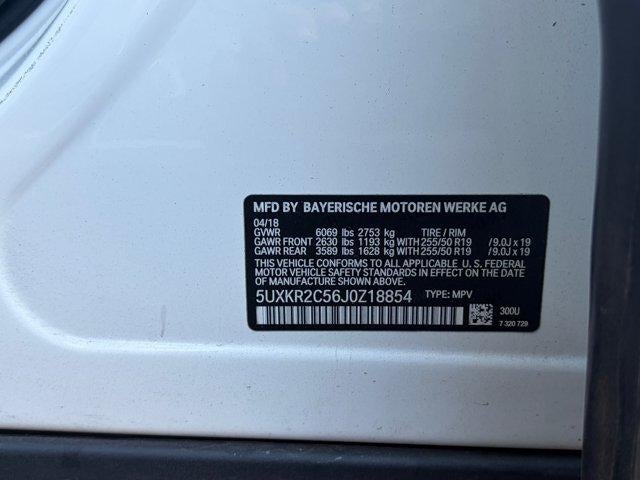 MFD BY BAYERISCHE MOTOREN WERKE AG
04/18
GVWR 6069 lbs 2753 kg TIRE / RIM
GAWR FRONT 2630 lbs 1193 kg WITH 255/50 R19 / 9.0J x 19
GAWR REAR 3589 lbs 1628 kg WITH 255/50 R19 / 9.0J x 19
THIS VEHICLE CONFORMS TO ALL APPLICABLE U. S. FEDERAL
MOTOR VEHICLE SAFETY STANDARDS IN EFFECT ON THE DATE
OF MANUFACTURE SHOWN ABOVE.
5UXKR2C56J0Z18854 TYPE: MPV
300U
7 320 729